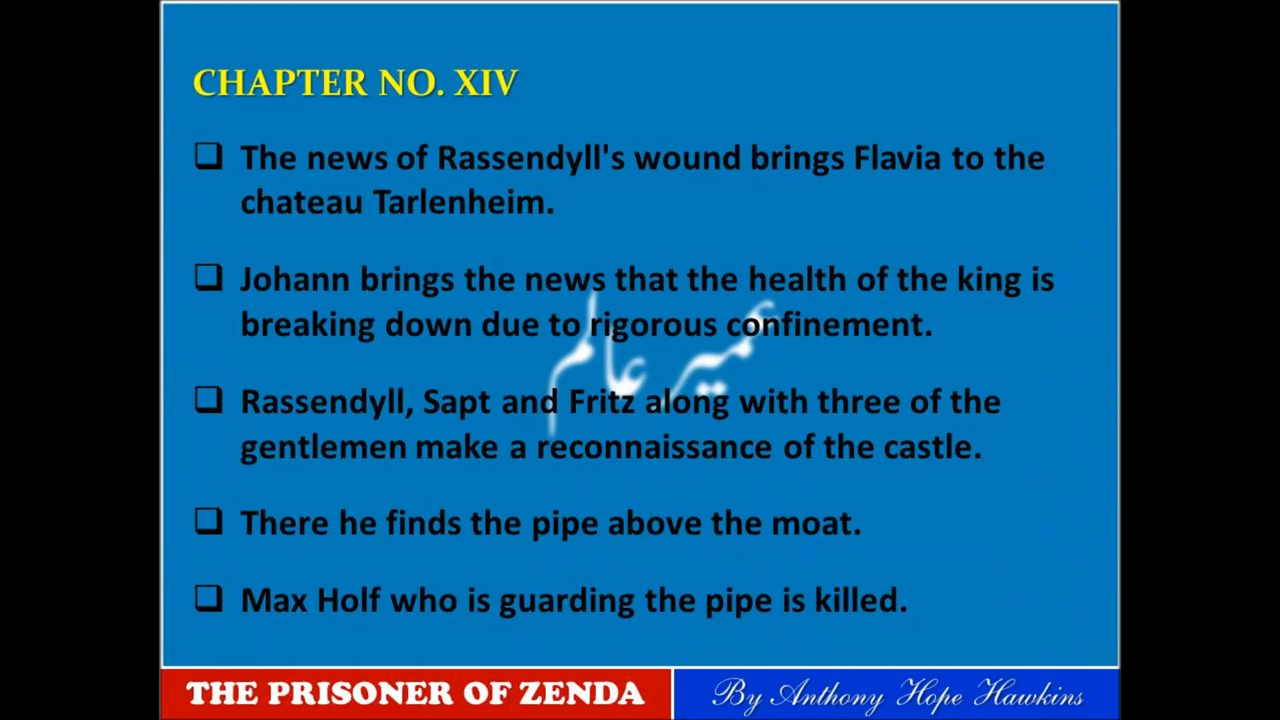 CHAPTER NO. XIV
❑ The news of Rassendyll's wound brings Flavia to the
chateau Tarlenheim.
❑ Johann brings the news that the health of the king is
breaking down due to rigorous confinement.
عمیر عالم
❑ Rassendyll, Sapt and Fritz along with three of the
gentlemen make a reconnaissance of the castle.
❑ There he finds the pipe above the moat.
❑ Max Holf who is guarding the pipe is killed.
THE PRISONER OF ZENDA
By Anthony Hope Hawkins